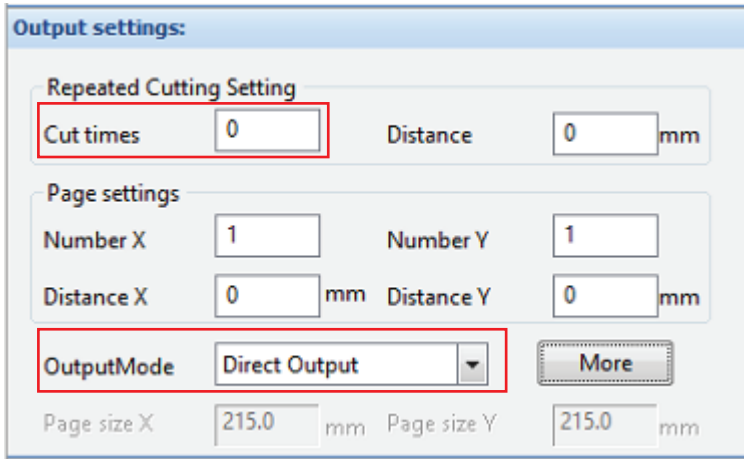 Output settings:
Repeated Cutting Setting
Cut times 0 Distance 0 mm
Page settings
Number X 1 Number Y 1
Distance X 0 mm Distance Y 0 mm
OutputMode Direct Output More
Page size X 215.0 mm Page size Y 215.0 mm